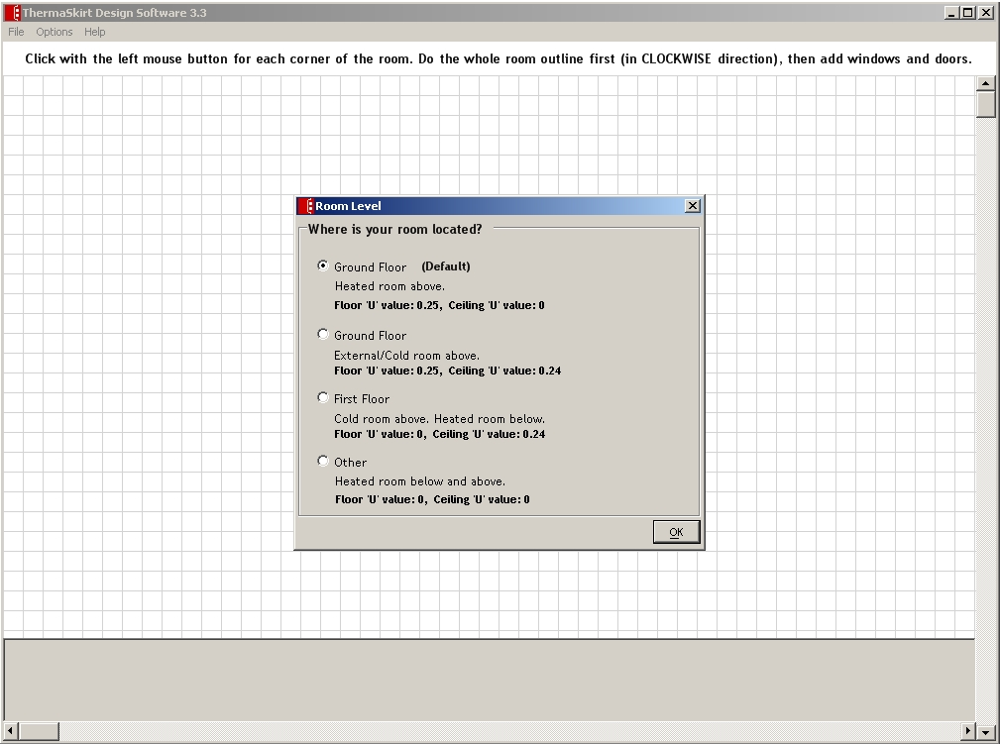 ThermaSkirt Design Software 3.3
File Options Help
Click with the left mouse button for each corner of the room. Do the whole room outline first (in CLOCKWISE direction), then add windows and doors.
Room Level
Where is your room located?
Ground Floor (Default)
Heated room above.
Floor 'U' value: 0.25, Ceiling 'U' value: 0
Ground Floor
External/Cold room above.
Floor 'U' value: 0.25, Ceiling 'U' value: 0.24
First Floor
Cold room above. Heated room below.
Floor 'U' value: 0, Ceiling 'U' value: 0.24
Other
Heated room below and above.
Floor 'U' value: 0, Ceiling 'U' value: 0
OK